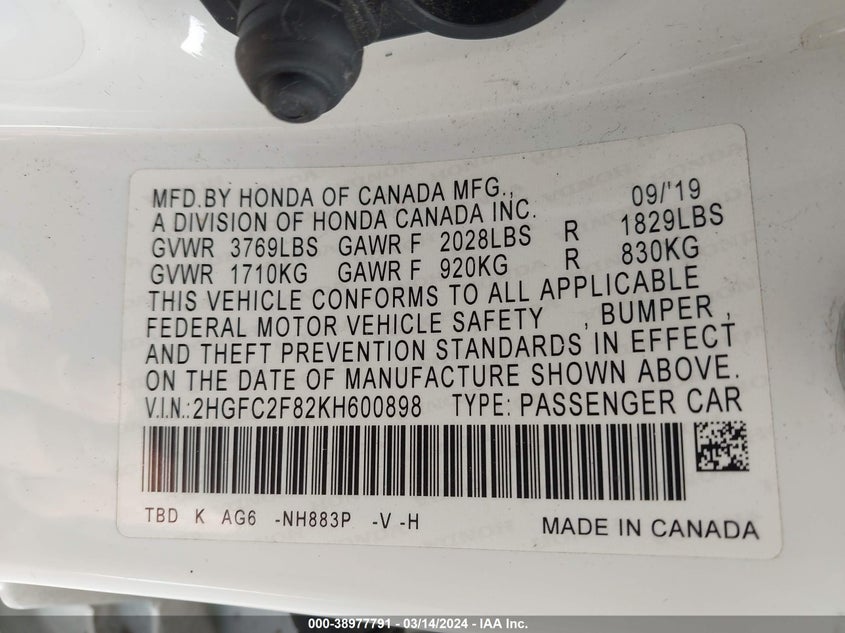 MFD.BY HONDA OF CANADA MFG., 09/'19
A DIVISION OF HONDA CANADA INC.
GVWR 3769LBS GAWR F 2028LBS R 1829LBS
GVWR 1710KG GAWR F 920KG R 830KG
THIS VEHICLE CONFORMS TO ALL APPLICABLE
FEDERAL MOTOR VEHICLE SAFETY , BUMPER ,
AND THEFT PREVENTION STANDARDS IN EFFECT
ON THE DATE OF MANUFACTURE SHOWN ABOVE.
V.I.N.:2HGFC2F82KH600898 TYPE: PASSENGER CAR
TBD K AG6 -NH883P -V -H MADE IN CANADA
000-38977791 / 03/14/2024 - IAA Inc.